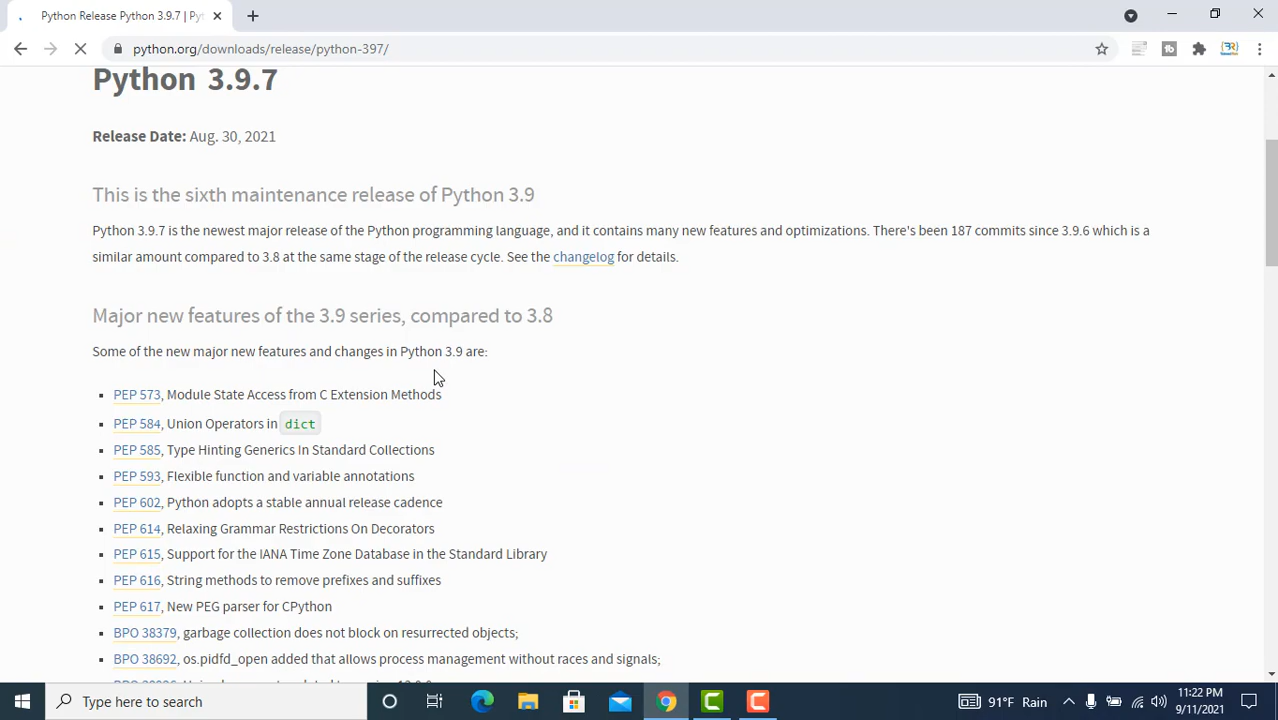 Python Release Python 3.9.7 | Py
python.org/downloads/release/python-397/
Python 3.9.7
Release Date: Aug. 30, 2021
This is the sixth maintenance release of Python 3.9
Python 3.9.7 is the newest major release of the Python programming language, and it contains many new features and optimizations. There's been 187 commits since 3.9.6 which is a
similar amount compared to 3.8 at the same stage of the release cycle. See the changelog for details.
Major new features of the 3.9 series, compared to 3.8
Some of the new major new features and changes in Python 3.9 are:
PEP 573, Module State Access from C Extension Methods
PEP 584, Union Operators in dict
PEP 585, Type Hinting Generics In Standard Collections
PEP 593, Flexible function and variable annotations
PEP 602, Python adopts a stable annual release cadence
PEP 614, Relaxing Grammar Restrictions On Decorators
PEP 615, Support for the IANA Time Zone Database in the Standard Library
PEP 616, String methods to remove prefixes and suffixes
PEP 617, New PEG parser for CPython
BPO 38379, garbage collection does not block on resurrected objects;
BPO 38692, os.pidfd_open added that allows process management without races and signals;
Type here to search
91°F Rain
11:22 PM
9/11/2021